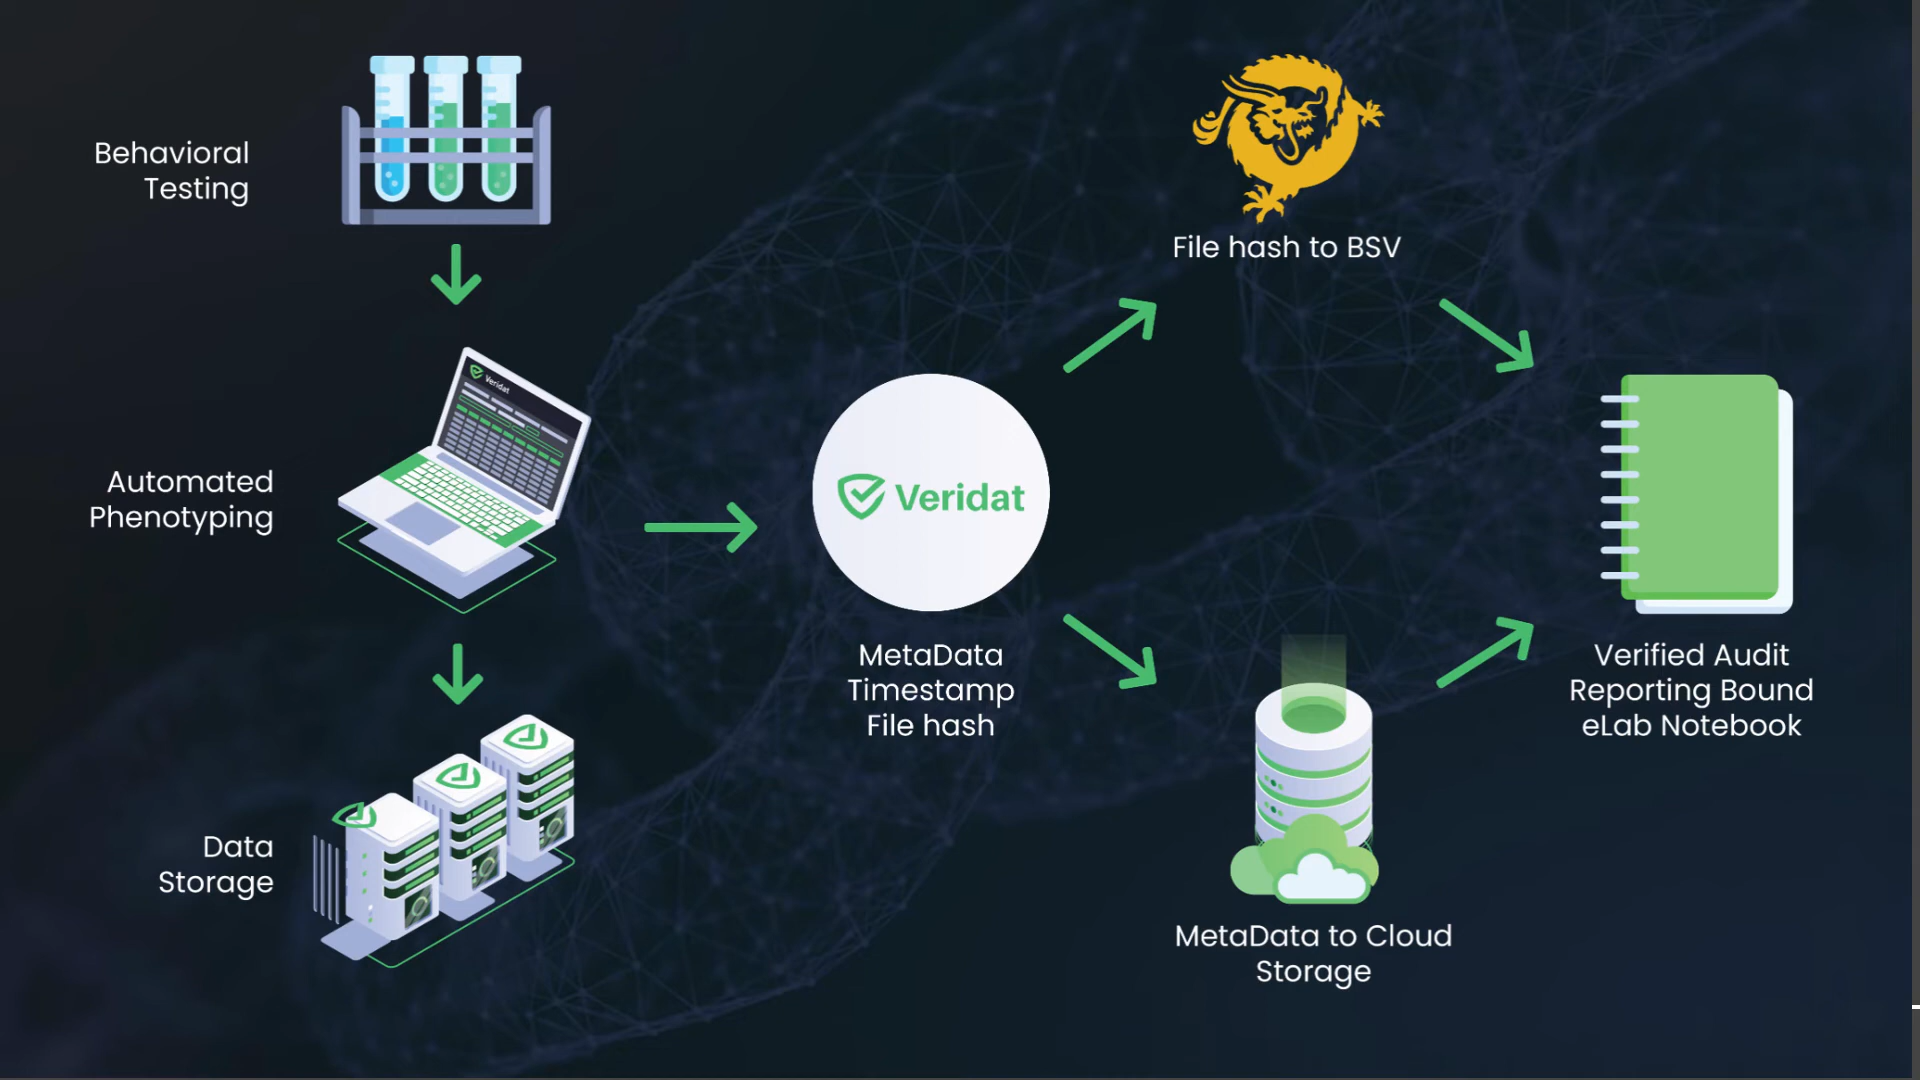 Behavioral
Testing
File hash to BSV
Veridat
Automated
Phenotyping
Veridat
MetaData
Timestamp
File hash
Verified Audit
Reporting Bound
eLab Notebook
Data
Storage
MetaData to Cloud
Storage